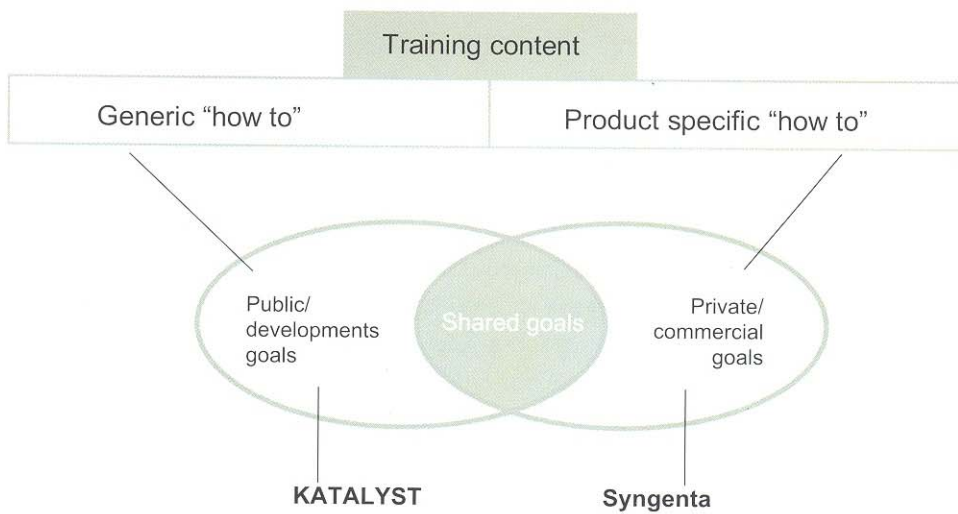 Training content
Generic “how to”
Product specific “how to”
Public/
developments
goals
Shared goals
Private/
commercial
goals
KATALYST
Syngenta